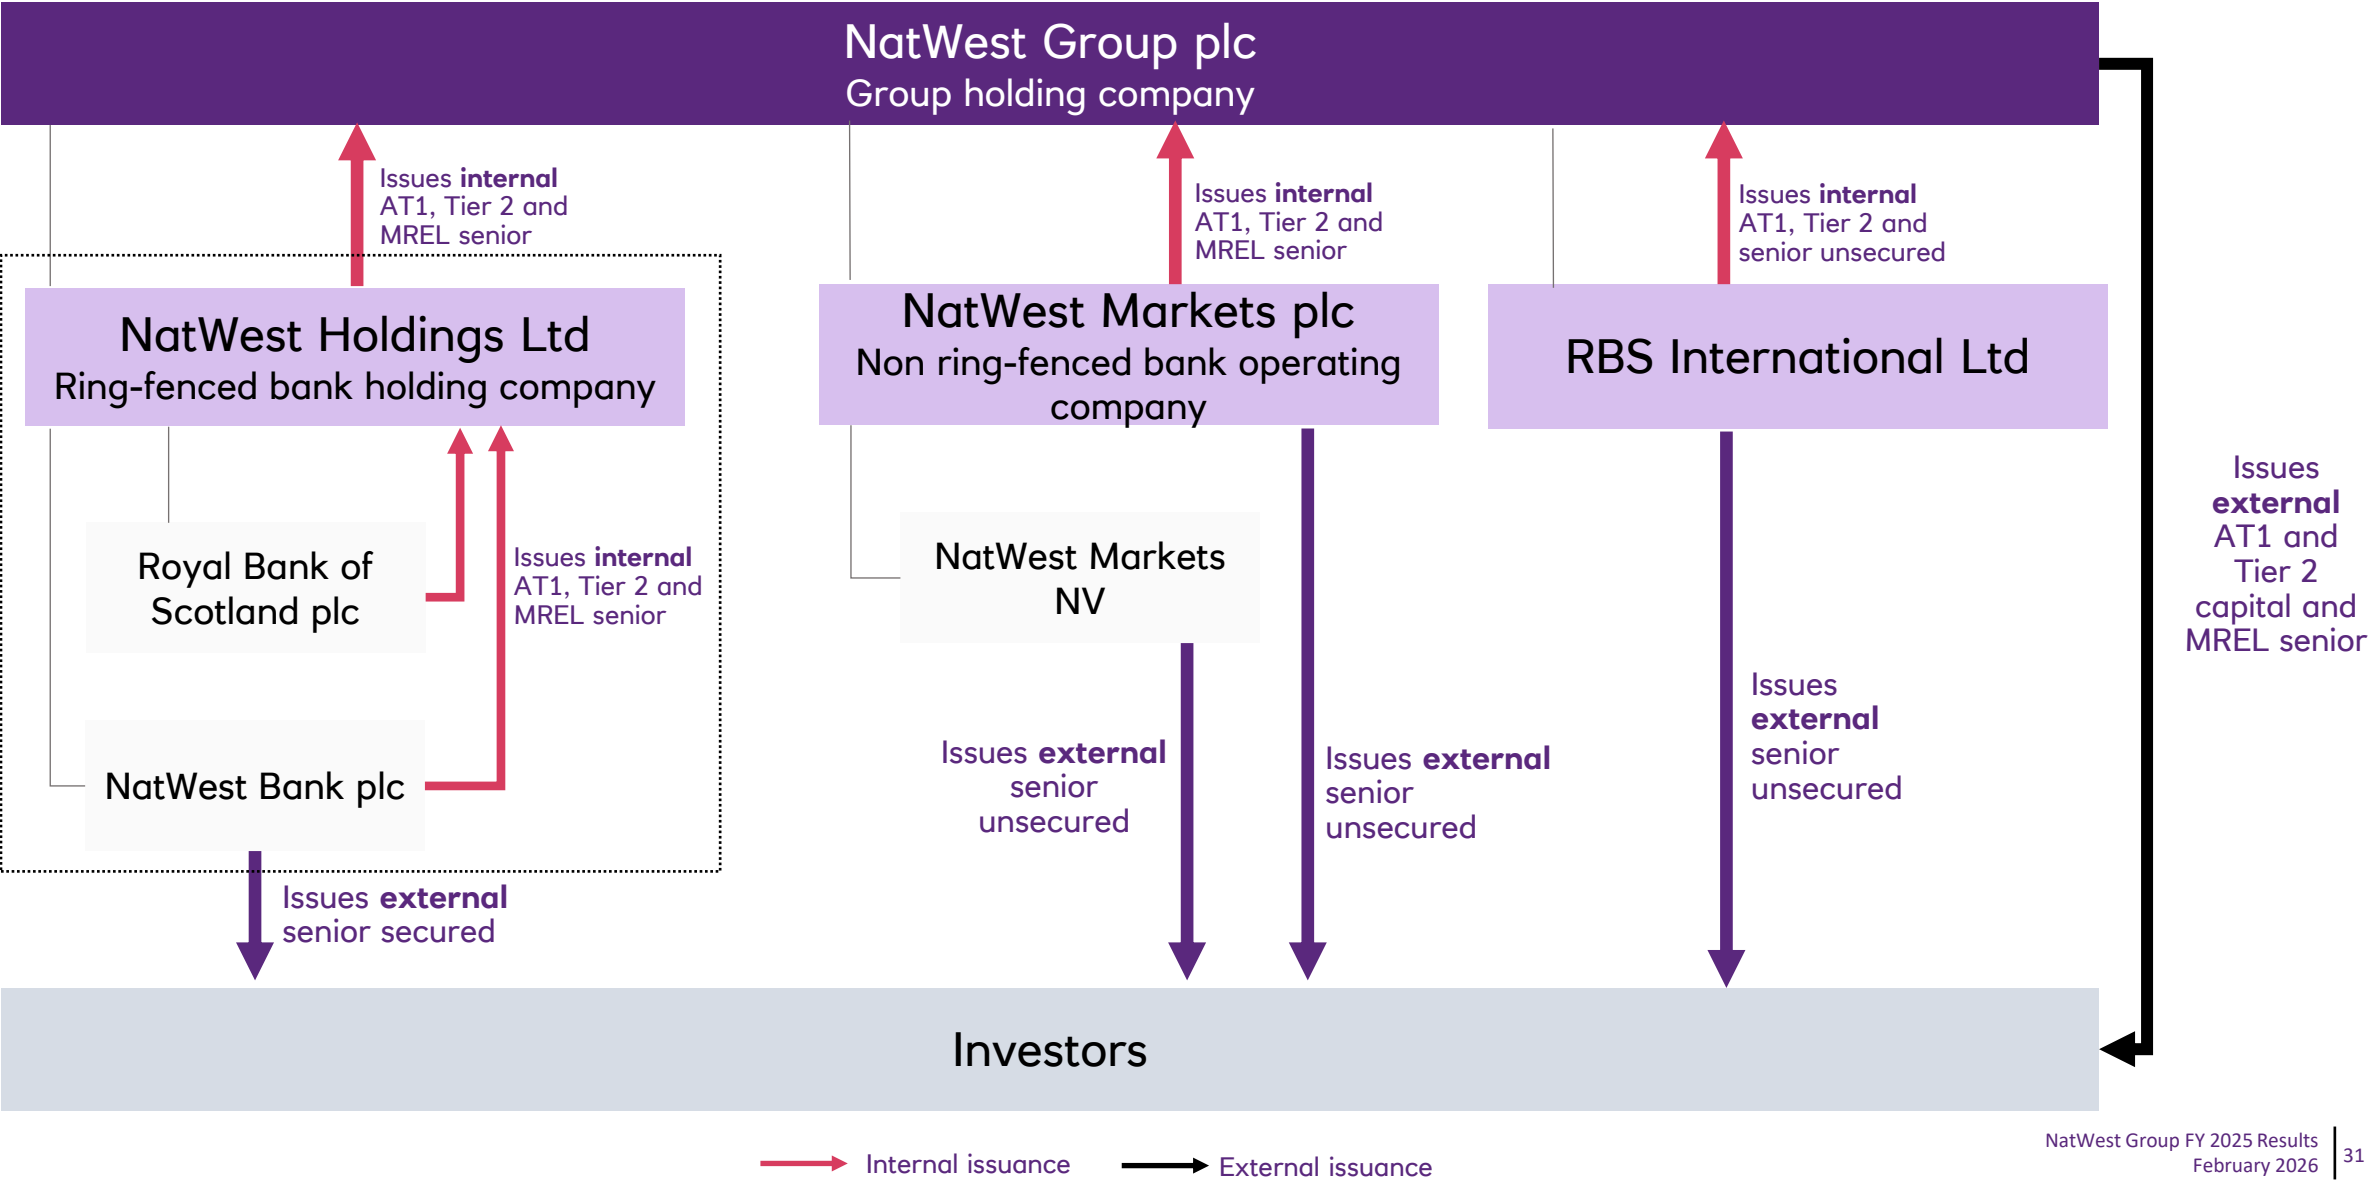 NatWest Group plc
Group holding company
Issues internal
AT1, Tier 2 and
MREL senior
Issues internal
AT1, Tier 2 and
MREL senior
Issues internal
AT1, Tier 2 and
senior unsecured
NatWest Holdings Ltd
Ring-fenced bank holding company
NatWest Markets plc
Non ring-fenced bank operating
company
RBS International Ltd
Royal Bank of
Scotland plc
Issues internal
AT1, Tier 2 and
MREL senior
NatWest Bank plc
NatWest Markets
NV
Issues external
senior secured
Issues external
senior
unsecured
Issues external
senior
unsecured
Issues
external
senior
unsecured
Issues
external
AT1 and
Tier 2
capital and
MREL senior
Investors
Internal issuance
External issuance
NatWest Group FY 2025 Results
February 2026
31